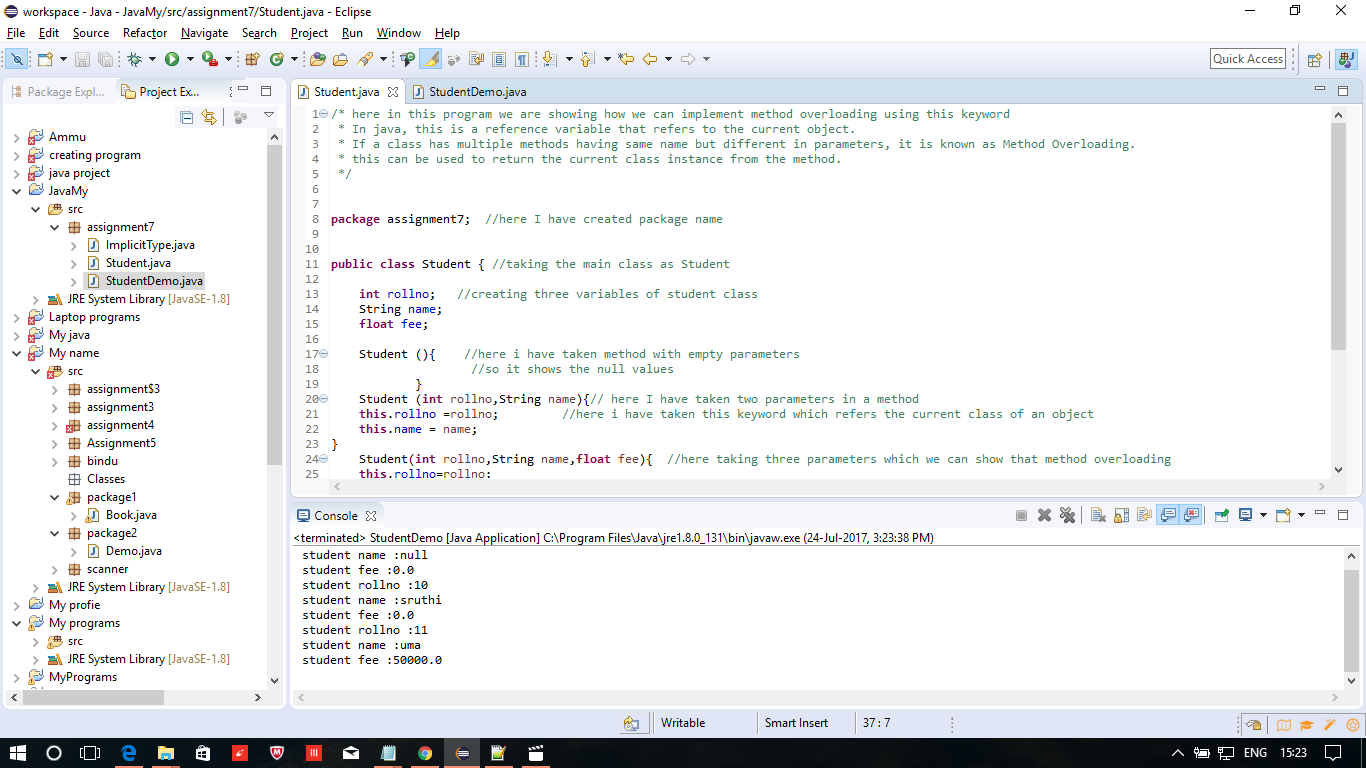 workspace - Java - JavaMy/src/assignment7/Student.java - Eclipse
File Edit Source Refactor Navigate Search Project Run Window Help
Quick Access
Package Expl...
Project Ex...
Ammu
creating program
java project
JavaMy
src
assignment7
ImplicitType.java
Student.java
StudentDemo.java
JRE System Library [JavaSE-1.8]
Laptop programs
My java
My name
src
assignment$3
assignment3
assignment4
Assignment5
bindu
Classes
package1
Book.java
package2
Demo.java
scanner
JRE System Library [JavaSE-1.8]
My profie
My programs
src
JRE System Library [JavaSE-1.8]
MyPrograms
Student.java StudentDemo.java
1 /* here in this program we are showing how we can implement method overloading using this keyword
2 * In java, this is a reference variable that refers to the current object.
3 * If a class has multiple methods having same name but different in parameters, it is known as Method Overloading.
4 * this can be used to return the current class instance from the method.
5 */
6
7
8 package assignment7; //here I have created package name
9
10
11 public class Student { //taking the main class as Student
12
13 int rollno; //creating three variables of student class
14 String name;
15 float fee;
16
17 Student (){ //here i have taken method with empty parameters
18 //so it shows the null values
19 }
20 Student (int rollno,String name){// here I have taken two parameters in a method
21 this.rollno =rollno; //here i have taken this keyword which refers the current class of an object
22 this.name = name;
23 }
24 Student(int rollno,String name,float fee){ //here taking three parameters which we can show that method overloading
25 this.rollno=rollno;
Console
<terminated> StudentDemo [Java Application] C:\Program Files\Java\jre1.8.0_131\bin\javaw.exe (24-Jul-2017, 3:23:38 PM)
student name :null
student fee :0.0
student rollno :10
student name :sruthi
student fee :0.0
student rollno :11
student name :uma
student fee :50000.0
Writable Smart Insert 37 : 7
ENG 15:23